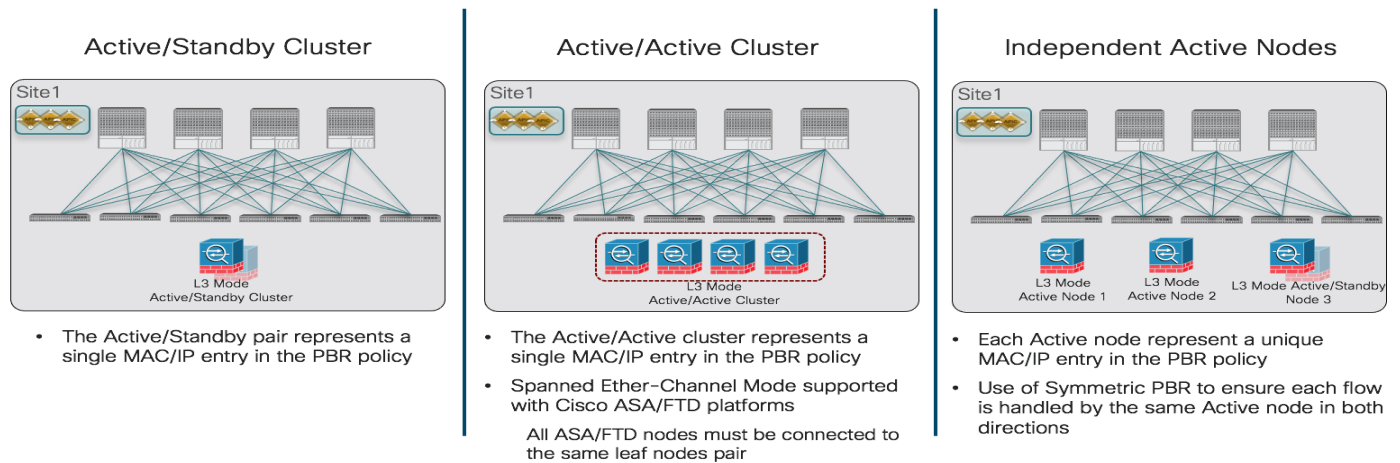 Active/Standby Cluster
Site1
L3 Mode
Active/Standby Cluster
• The Active/Standby pair represents a
single MAC/IP entry in the PBR policy
Active/Active Cluster
Site1
L3 Mode
Active/Active Cluster
• The Active/Active cluster represents a
single MAC/IP entry in the PBR policy
• Spanned Ether-Channel Mode supported
with Cisco ASA/FTD platforms
All ASA/FTD nodes must be connected to
the same leaf nodes pair
Independent Active Nodes
Site1
L3 Mode
Active Node 1
L3 Mode
Active Node 2
L3 Mode Active/Standby
Node 3
• Each Active node represent a unique
MAC/IP entry in the PBR policy
• Use of Symmetric PBR to ensure each flow
is handled by the same Active node in both
directions